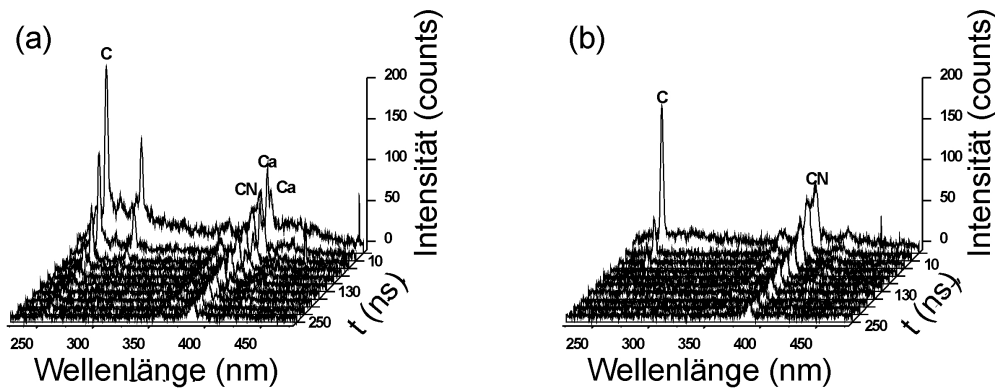 (a)
C
CN
Ca
Ca
200
150
100
50
0
Intensität (counts)
10
130
250
t (ns)
250 300 350 400 450
Wellenlänge (nm)
(b)
C
CN
200
150
100
50
0
Intensität (counts)
10
130
250
t (ns)
250 300 350 400 450
Wellenlänge (nm)